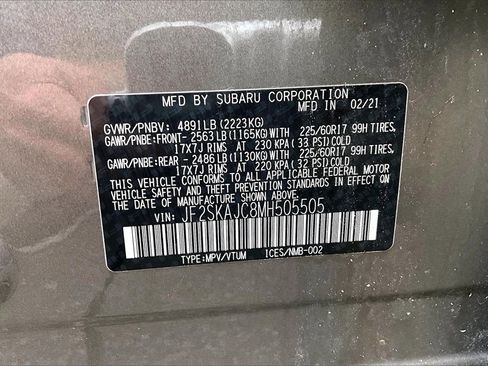 MFD BY SUBARU CORPORATION
MFD IN 02/21
GVWR/PNBV: 4891LB(2223KG)
GAWR/PNBE:FRONT- 2563LB(1165KG)WITH 225/60R17 99H TIRES,
17X7J RIMS AT 230 KPA(33 PSI)COLD
GAWR/PNBE:REAR - 2486LB(1130KG)WITH 225/60R17 99H TIRES,
17X7J RIMS AT 220 KPA(32 PSI)COLD
THIS VEHICLE CONFORMS TO ALL APPLICABLE FEDERAL MOTOR
VEHICLE SAFETY AND THEFT PREVENTION STANDARDS IN EFFECT
ON THE DATE OF MANUFACTURE SHOWN ABOVE.
VIN: JF2SKAJC8MH505505
TYPE:MPV/VTUM ICES/NMB-002